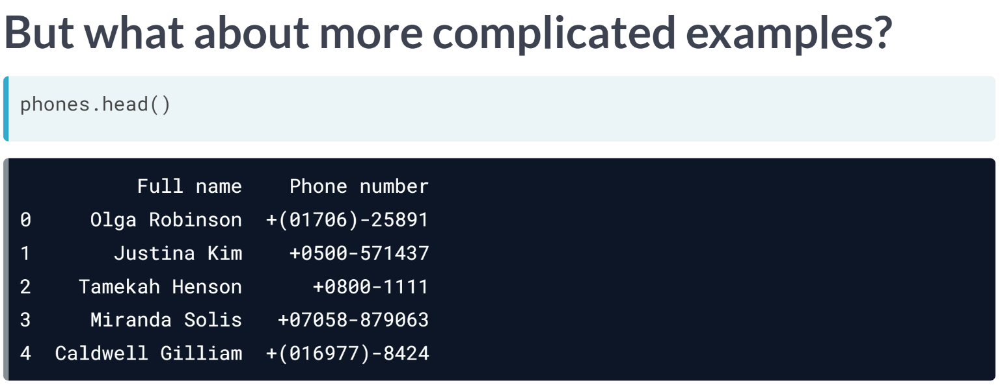 But what about more complicated examples?
phones.head()
Full name Phone number
0 Olga Robinson +(01706)-25891
1 Justina Kim +0500-571437
2 Tamekah Henson +0800-1111
3 Miranda Solis +07058-879063
4 Caldwell Gilliam +(016977)-8424